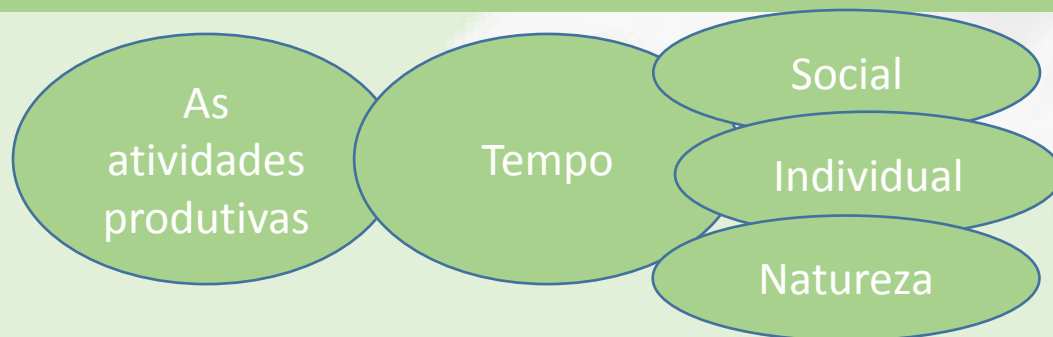 As
atividades
produtivas
Tempo
Social
Individual
Natureza